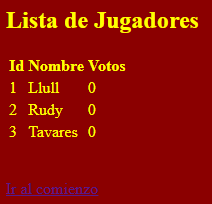 Lista de Jugadores
Id Nombre Votos
1 Llull 0
2 Rudy 0
3 Tavares 0
Ir al comienzo